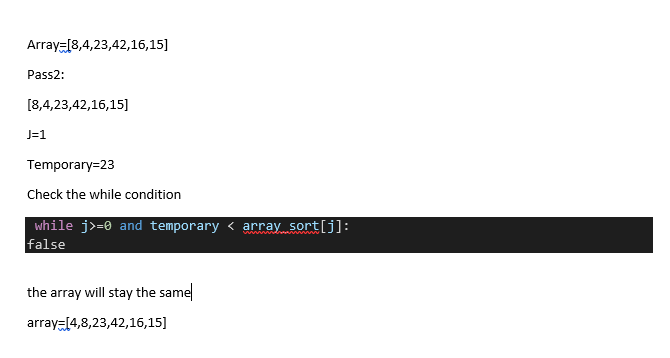 Array=[8,4,23,42,16,15]
Pass2:
[8,4,23,42,16,15]
J=1
Temporary=23
Check the while condition
while j>=0 and temporary < array_sort[j]:
false
the array will stay the same
array=[4,8,23,42,16,15]